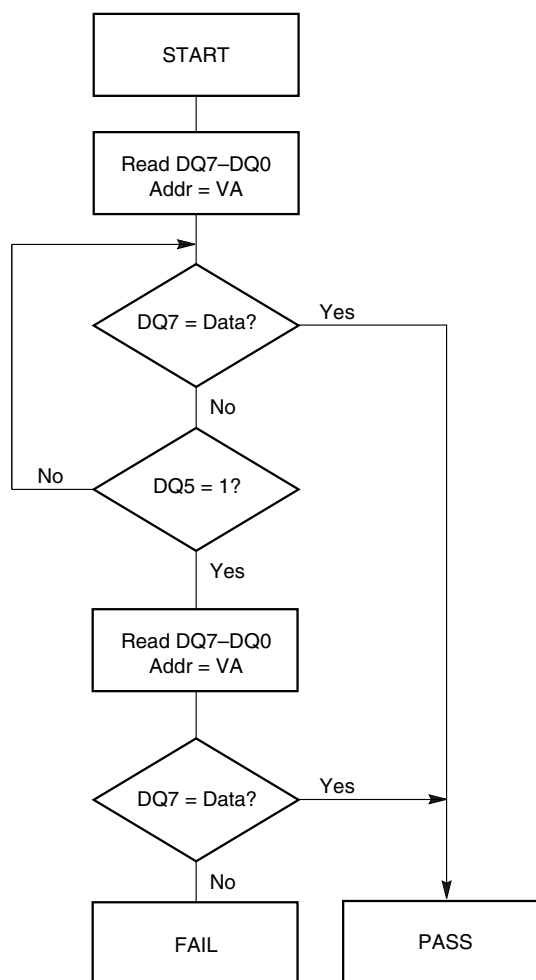 START
Read DQ7–DQ0
Addr = VA
DQ7 = Data?
Yes
No
No
DQ5 = 1?
Yes
Read DQ7–DQ0
Addr = VA
DQ7 = Data?
Yes
No
FAIL
PASS